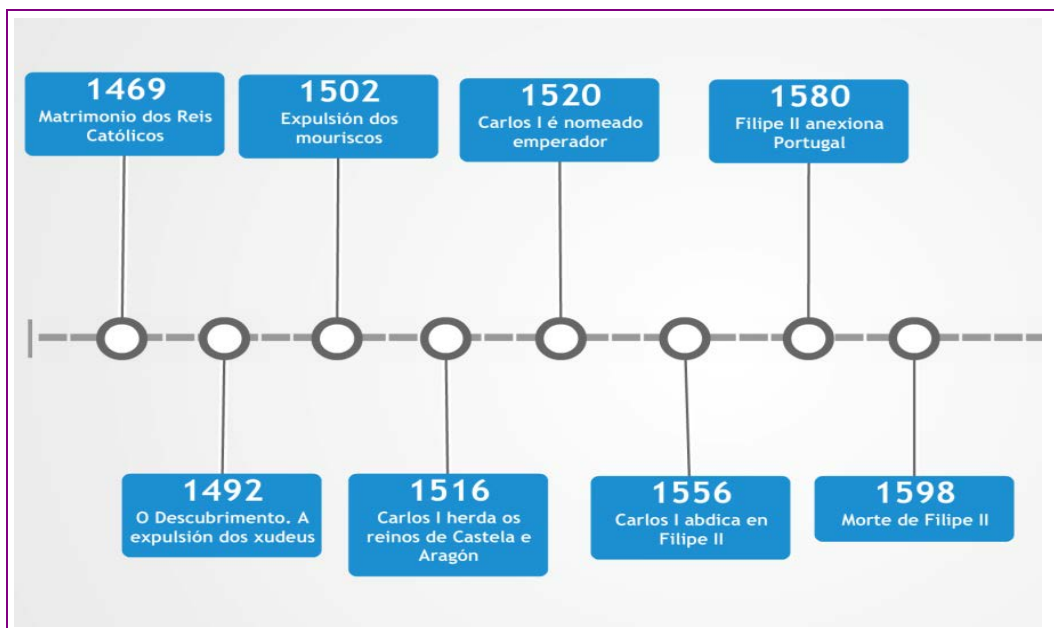 1469
Matrimonio dos Reis
Católicos
1502
Expulsión dos
mouriscos
1520
Carlos I é nomeado
emperador
1580
Filipe II anexiona
Portugal
1492
O Descubrimento. A
expulsión dos xudeus
1516
Carlos I herda os
reinos de Castela e
Aragón
1556
Carlos I abdica en
Filipe II
1598
Morte de Filipe II